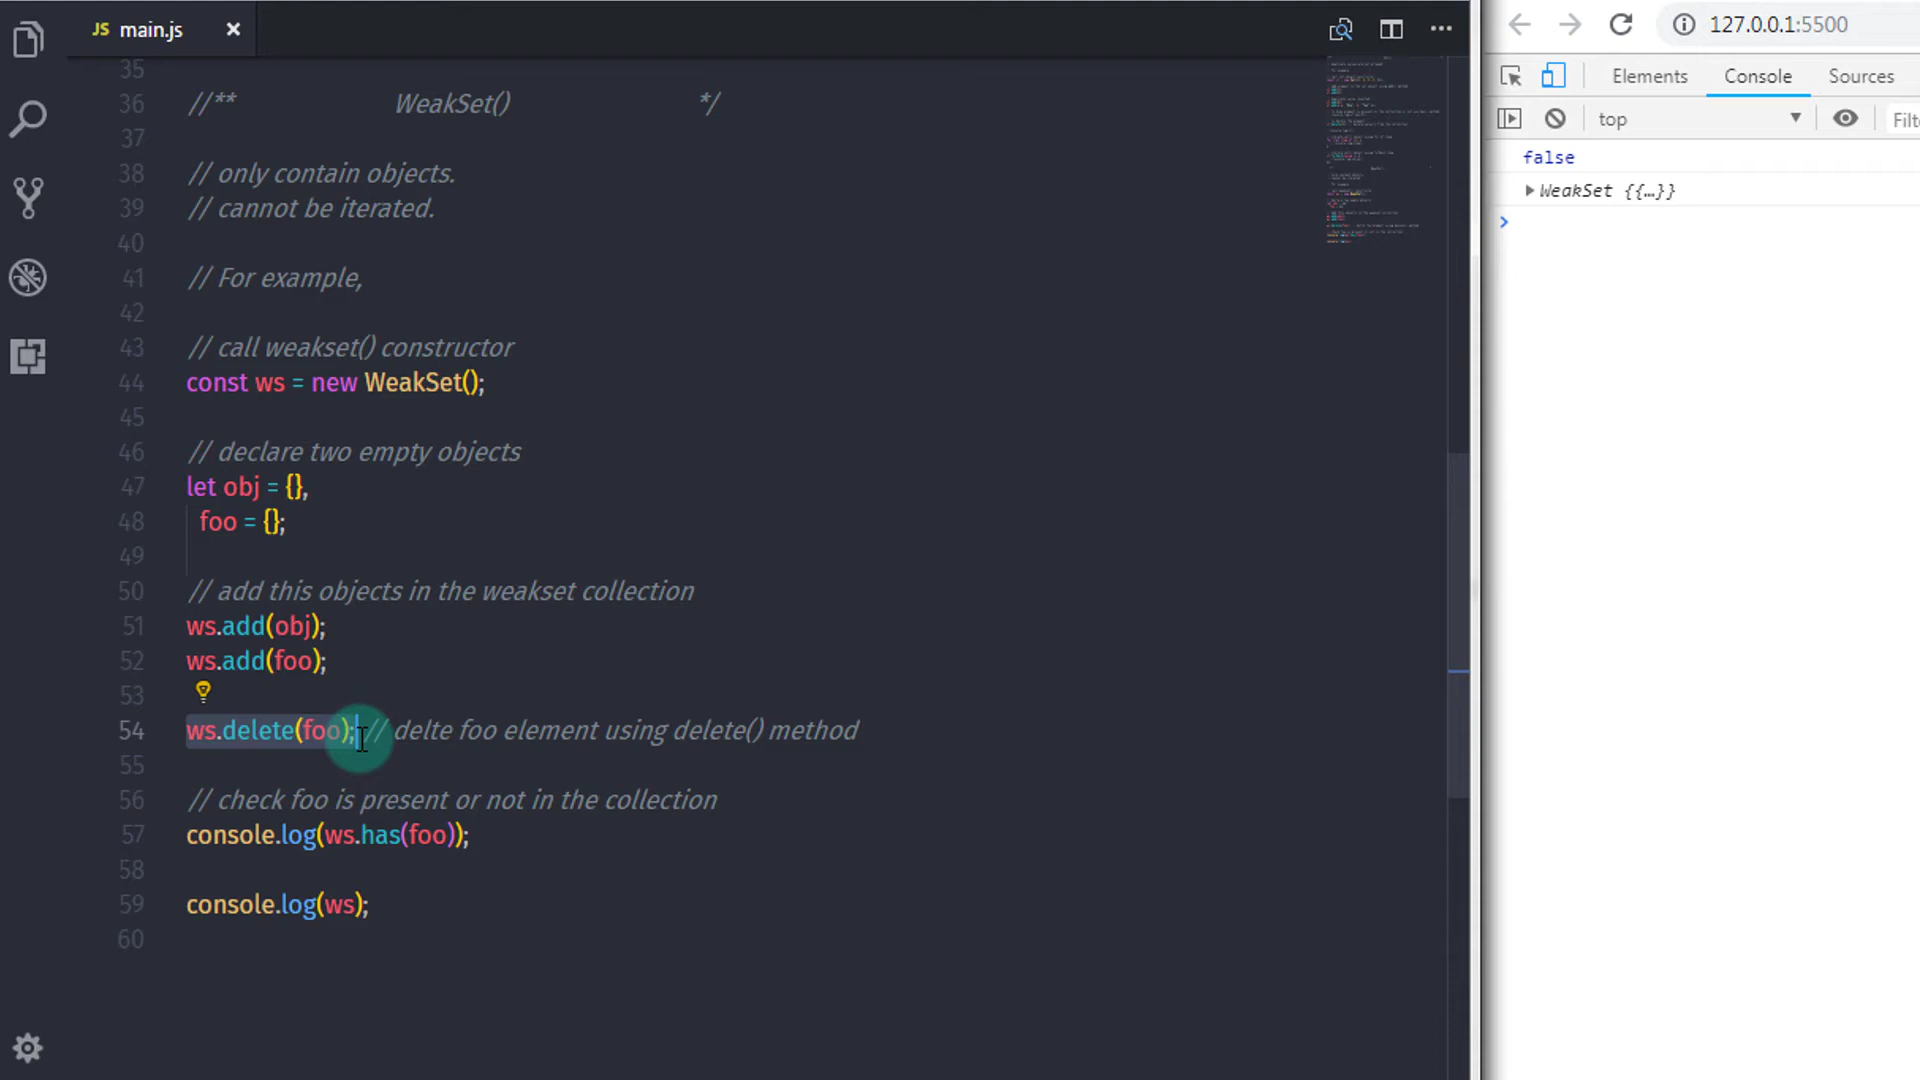 JS main.js
35
36 //** WeakSet() */
37
38 // only contain objects.
39 // cannot be iterated.
40
41 // For example,
42
43 // call weakset() constructor
44 const ws = new WeakSet();
45
46 // declare two empty objects
47 let obj = {},
48 foo = {};
49
50 // add this objects in the weakset collection
51 ws.add(obj);
52 ws.add(foo);
53
54 ws.delete(foo); // delte foo element using delete() method
55
56 // check foo is present or not in the collection
57 console.log(ws.has(foo));
58
59 console.log(ws);
60
127.0.0.1:5500
Elements Console Sources
top Filt
false
WeakSet {{…}}